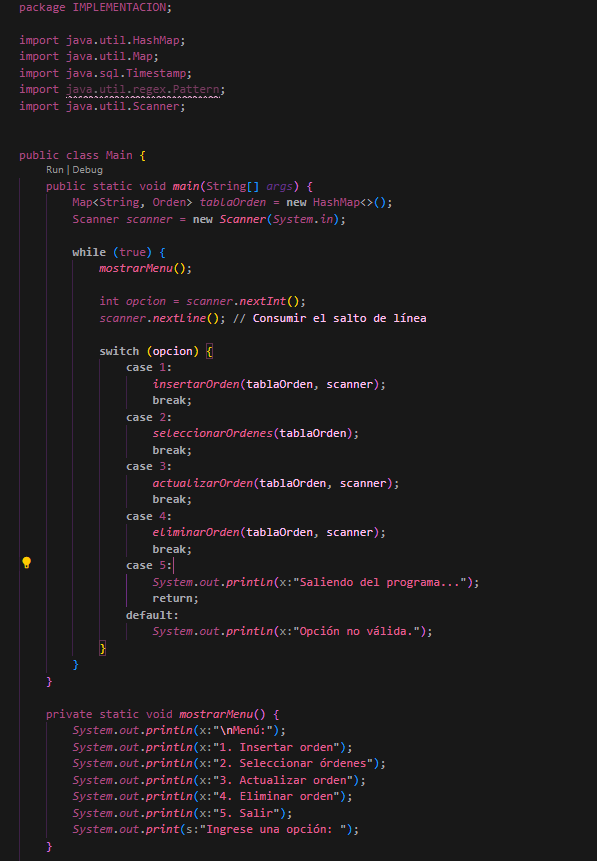 package IMPLEMENTACION;
import java.util.HashMap;
import java.util.Map;
import java.sql.Timestamp;
import java.util.regex.Pattern;
import java.util.Scanner;
public class Main {
Run | Debug
public static void main(String[] args) {
Map<String, Orden> tablaOrden = new HashMap<>();
Scanner scanner = new Scanner(System.in);
while (true) {
mostrarMenu();
int opcion = scanner.nextInt();
scanner.nextLine(); // Consumir el salto de línea
switch (opcion) {
case 1:
insertarOrden(tablaOrden, scanner);
break;
case 2:
seleccionarOrdenes(tablaOrden);
break;
case 3:
actualizarOrden(tablaOrden, scanner);
break;
case 4:
eliminarOrden(tablaOrden, scanner);
break;
case 5:
System.out.println(x:"Saliendo del programa...");
return;
default:
System.out.println(x:"Opción no válida.");
}
}
}
private static void mostrarMenu() {
System.out.println(x:"\nMenú:");
System.out.println(x:"1. Insertar orden");
System.out.println(x:"2. Seleccionar órdenes");
System.out.println(x:"3. Actualizar orden");
System.out.println(x:"4. Eliminar orden");
System.out.println(x:"5. Salir");
System.out.print(s:"Ingrese una opción: ");
}